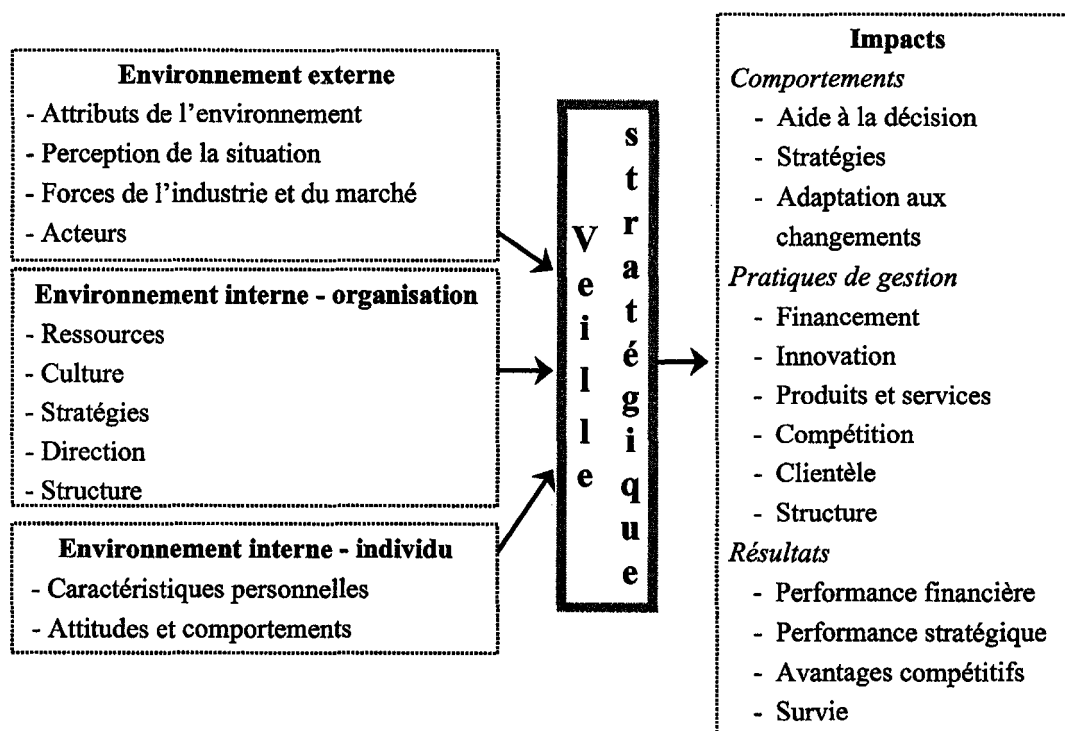 Environnement externe
- Attributs de l'environnement
- Perception de la situation
- Forces de l'industrie et du marché
- Acteurs
Environnement interne - organisation
- Ressources
- Culture
- Stratégies
- Direction
- Structure
Environnement interne - individu
- Caractéristiques personnelles
- Attitudes et comportements
Veille
stratégique
Impacts
Comportements
- Aide à la décision
- Stratégies
- Adaptation aux
changements
Pratiques de gestion
- Financement
- Innovation
- Produits et services
- Compétition
- Clientèle
- Structure
Résultats
- Performance financière
- Performance stratégique
- Avantages compétitifs
- Survie